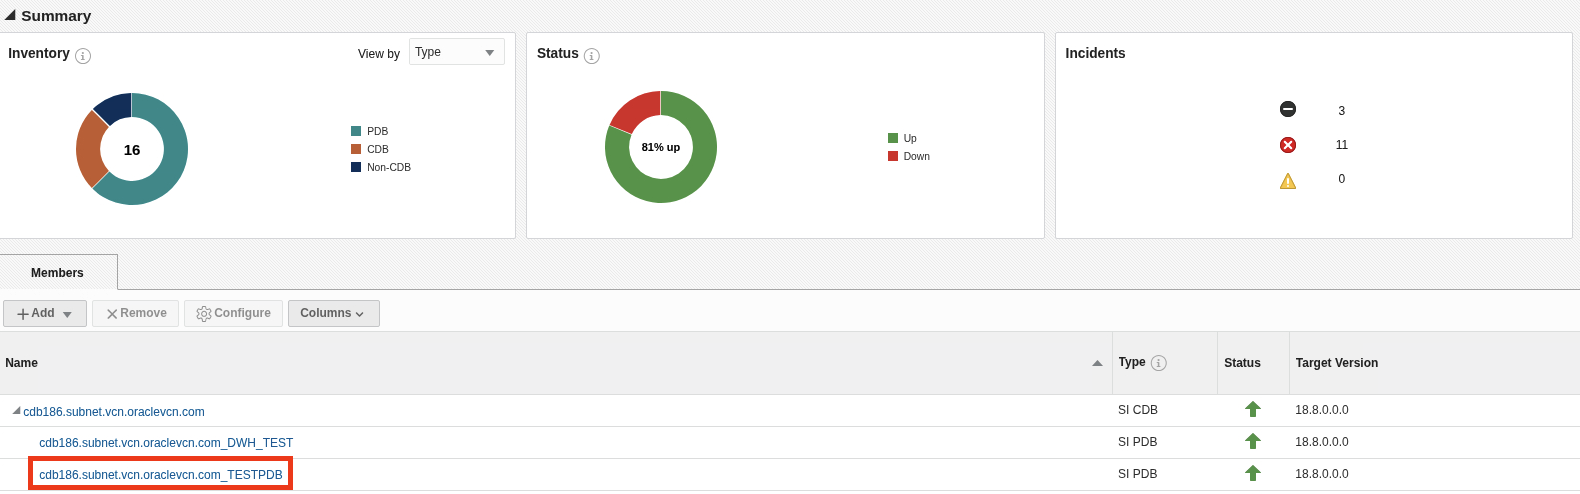 Summary
Inventory
View by Type
16
PDB
CDB
Non-CDB
Status
81% up
Up
Down
Incidents
3
11
0
Members
Add Remove Configure Columns
Name Type Status Target Version
cdb186.subnet.vcn.oraclevcn.com SI CDB 18.8.0.0.0
cdb186.subnet.vcn.oraclevcn.com_DWH_TEST SI PDB 18.8.0.0.0
cdb186.subnet.vcn.oraclevcn.com_TESTPDB SI PDB 18.8.0.0.0